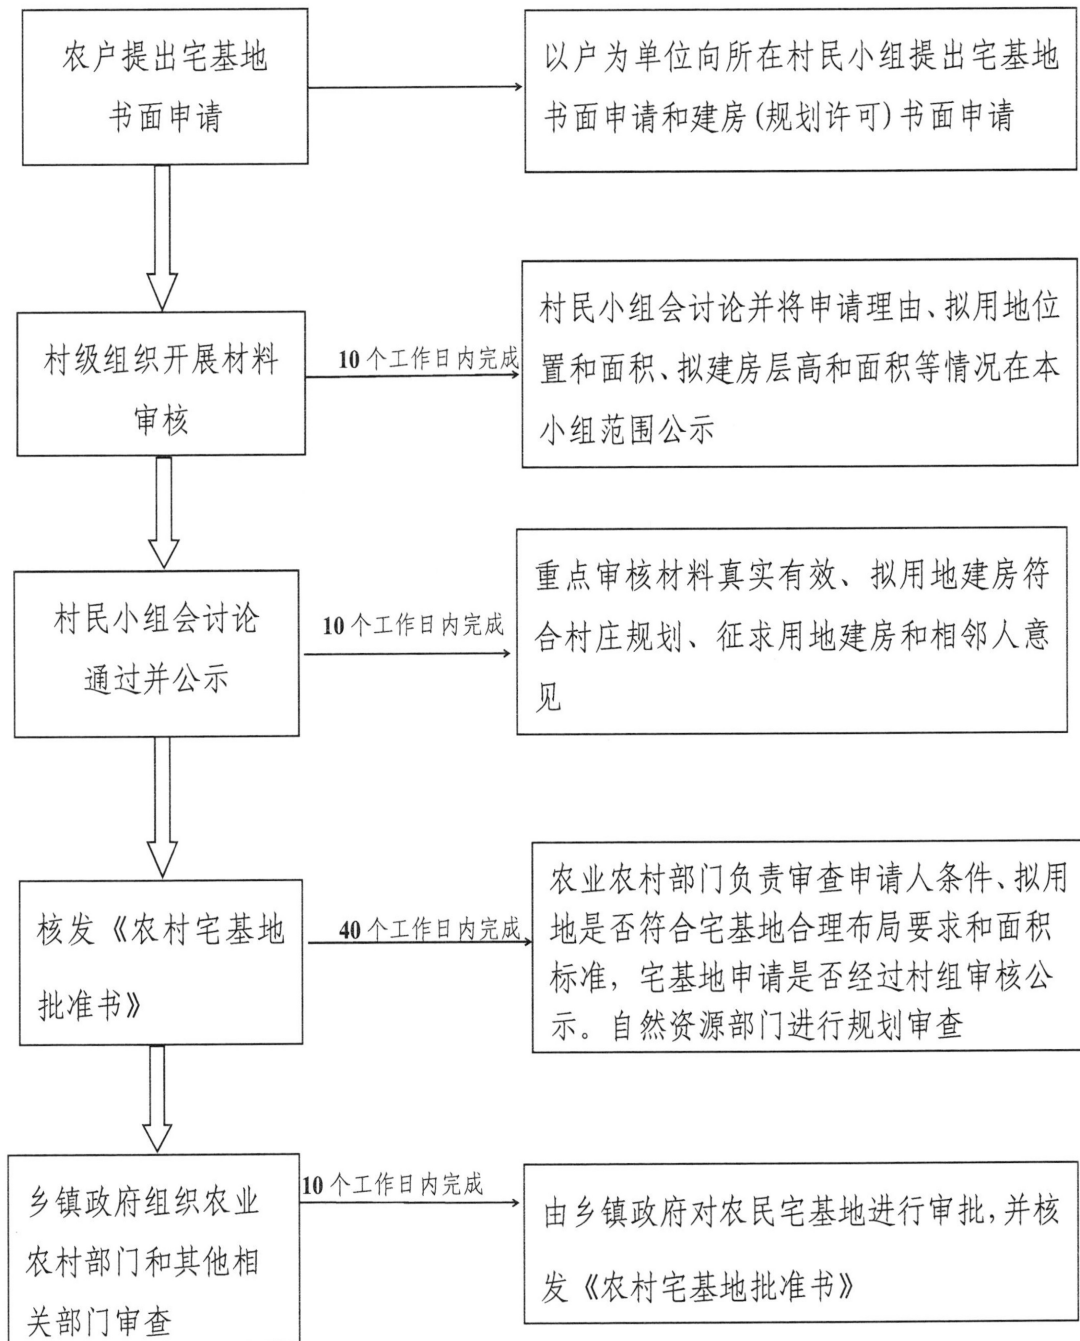 农户提出宅基地
书面申请
以户为单位向所在村民小组提出宅基地
书面申请和建房(规划许可)书面申请
村级组织开展材料
审核
10 个工作日内完成
村民小组会讨论并将申请理由、拟用地位
置和面积、拟建房层高和面积等情况在本
小组范围公示
村民小组会讨论
通过并公示
10 个工作日内完成
重点审核材料真实有效、拟用地建房符
合村庄规划、征求用地建房和相邻人意
见
核发《农村宅基地
批准书》
40 个工作日内完成
农业农村部门负责审查申请人条件、拟用
地是否符合宅基地合理布局要求和面积
标准，宅基地申请是否经过村组审核公
示。自然资源部门进行规划审查
乡镇政府组织农业
农村部门和其他相
关部门审查
10 个工作日内完成
由乡镇政府对农民宅基地进行审批,并核
发《农村宅基地批准书》